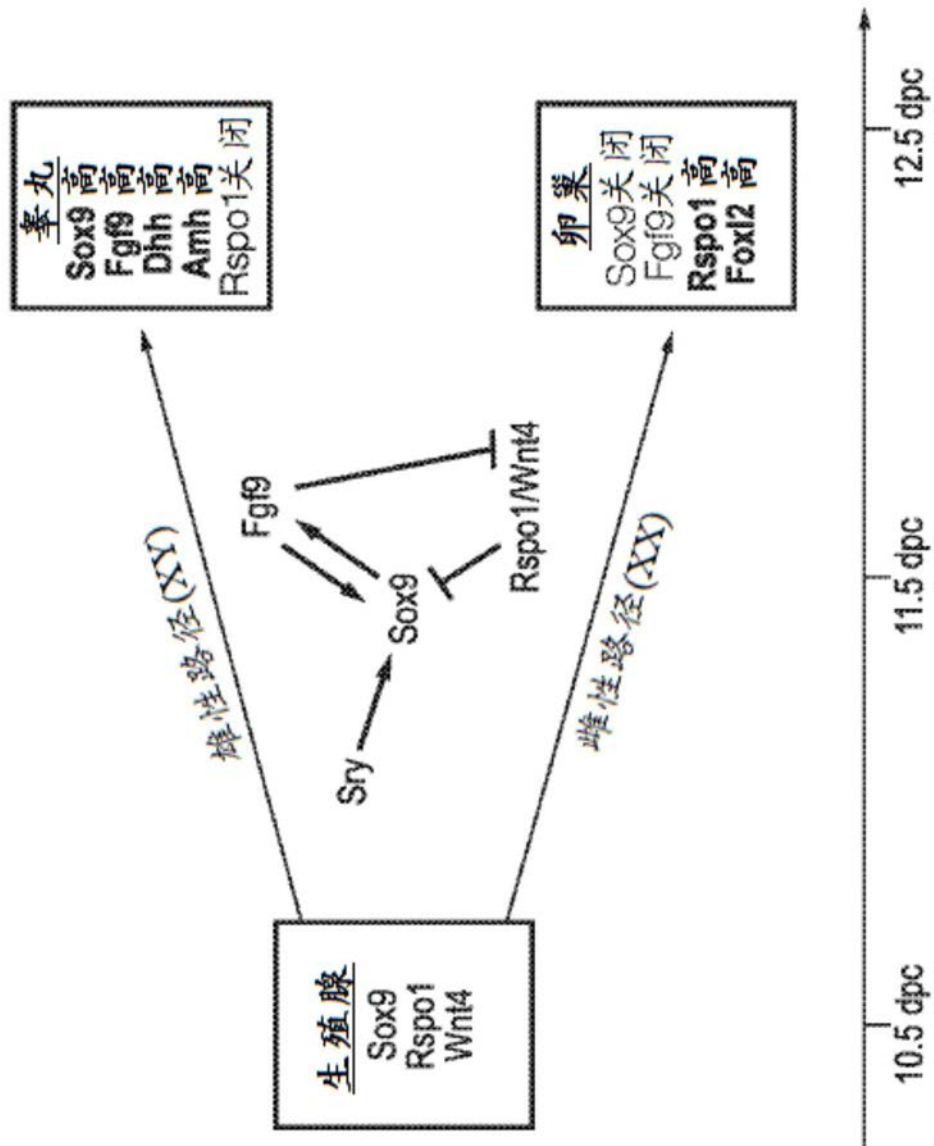 生殖腺
Sox9
Rspo1
Wnt4
雄性路径(XY)
Sry
Sox9
Fgf9
Rspo1/Wnt4
雌性路径(XX)
睾丸
Sox9高
Fgf9高
Dhh高
Amh高
Rspo1关闭
卵巢
Sox9关闭
Fgf9关闭
Rspo1高
Foxl2高
10.5 dpc
11.5 dpc
12.5 dpc